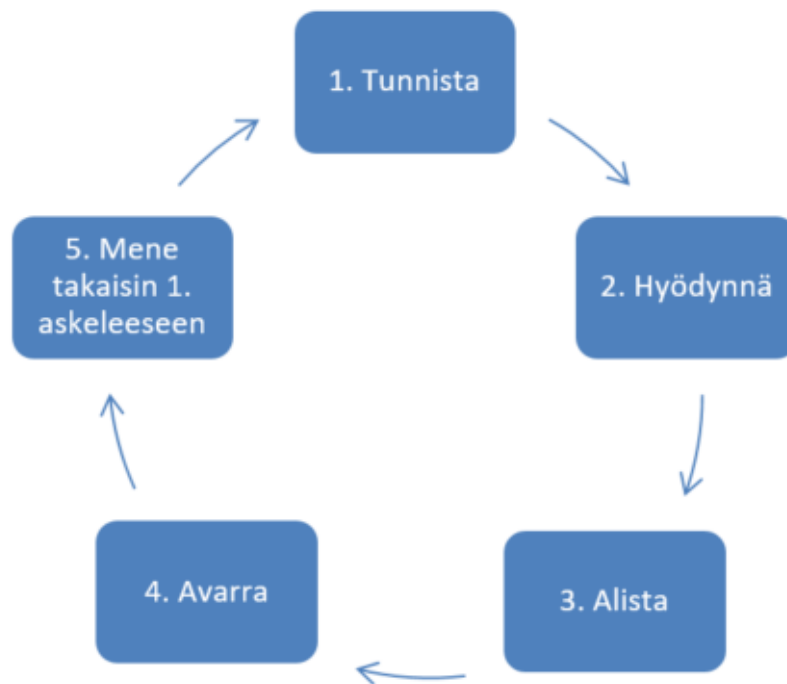 1. Tunnista
2. Hyödynnä
3. Alista
4. Avarra
5. Mene
takaisin 1.
askeleeseen